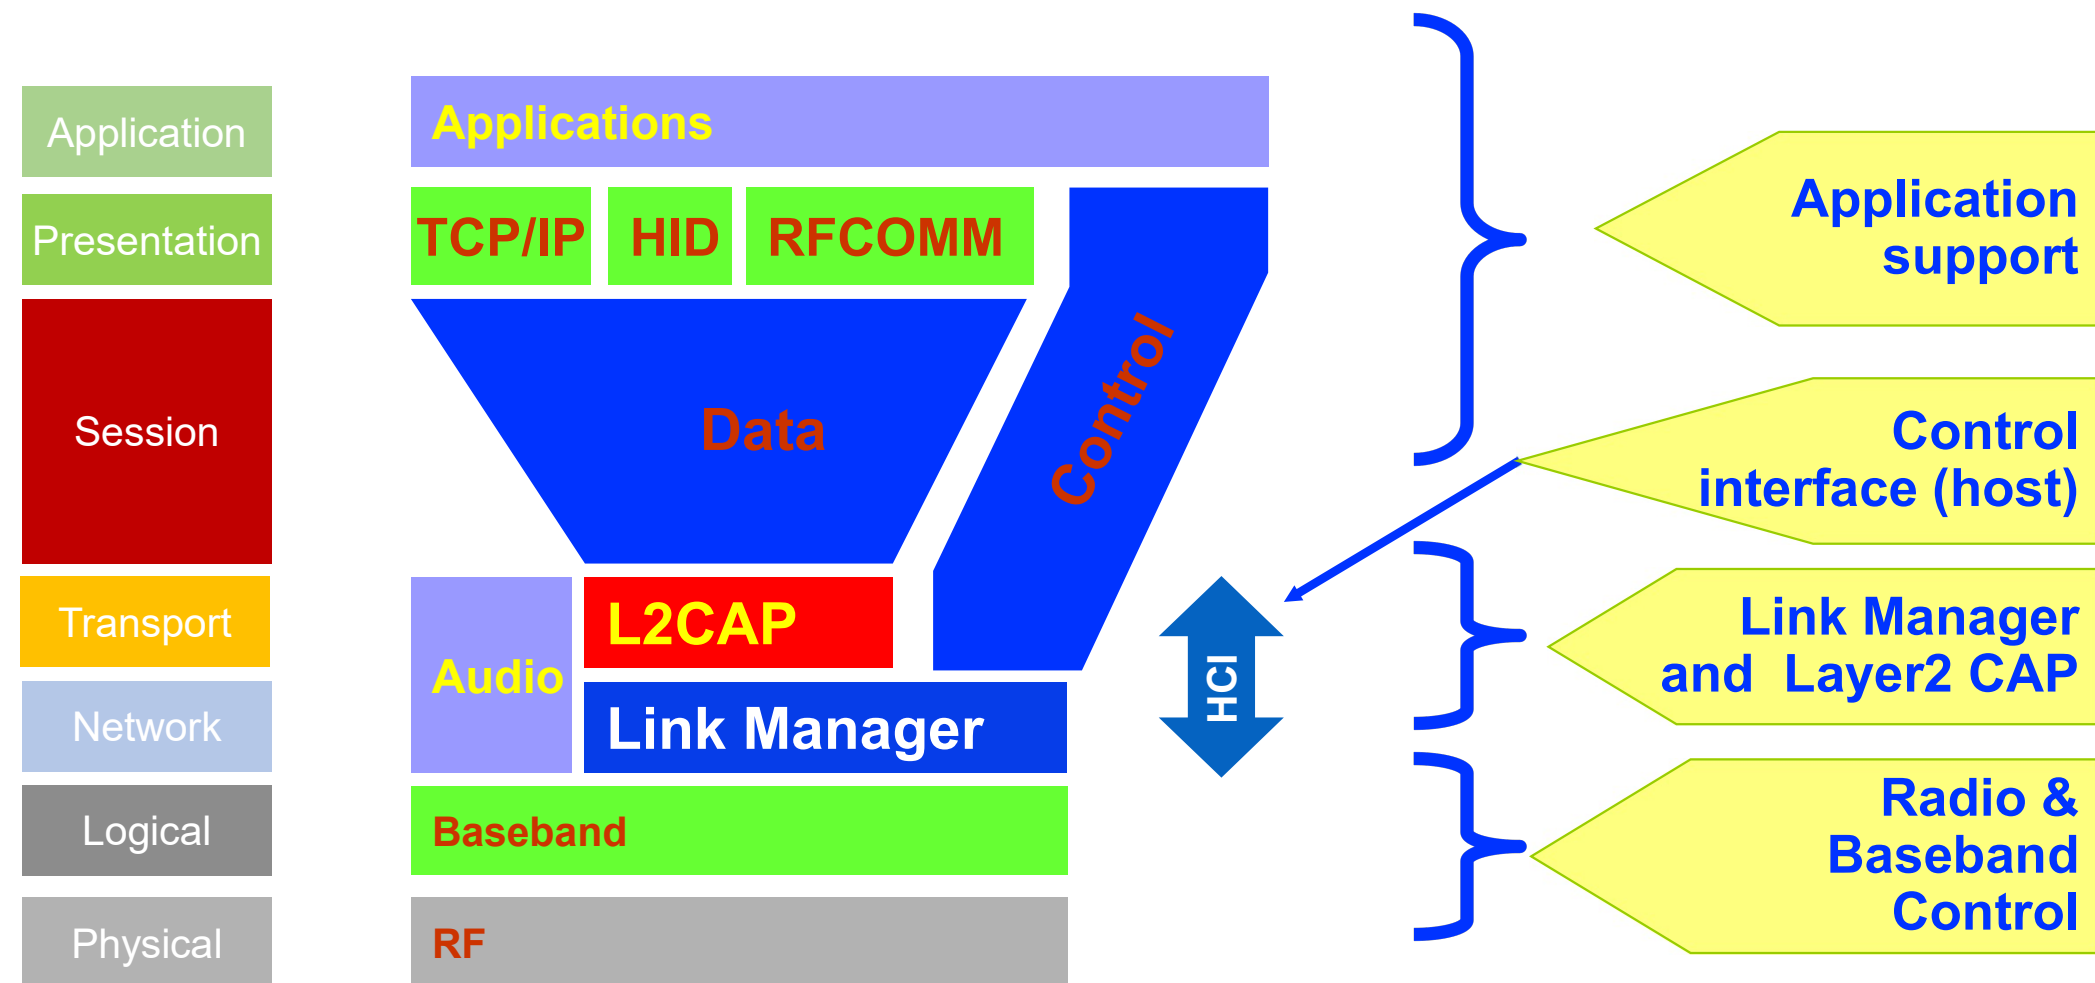 Application
Presentation
Session
Transport
Network
Logical
Physical
Applications
TCP/IP
HID
RFCOMM
Data
Control
Audio
L2CAP
Link Manager
HCI
Baseband
RF
Application
support
Control
interface (host)
Link Manager
and Layer2 CAP
Radio &
Baseband
Control